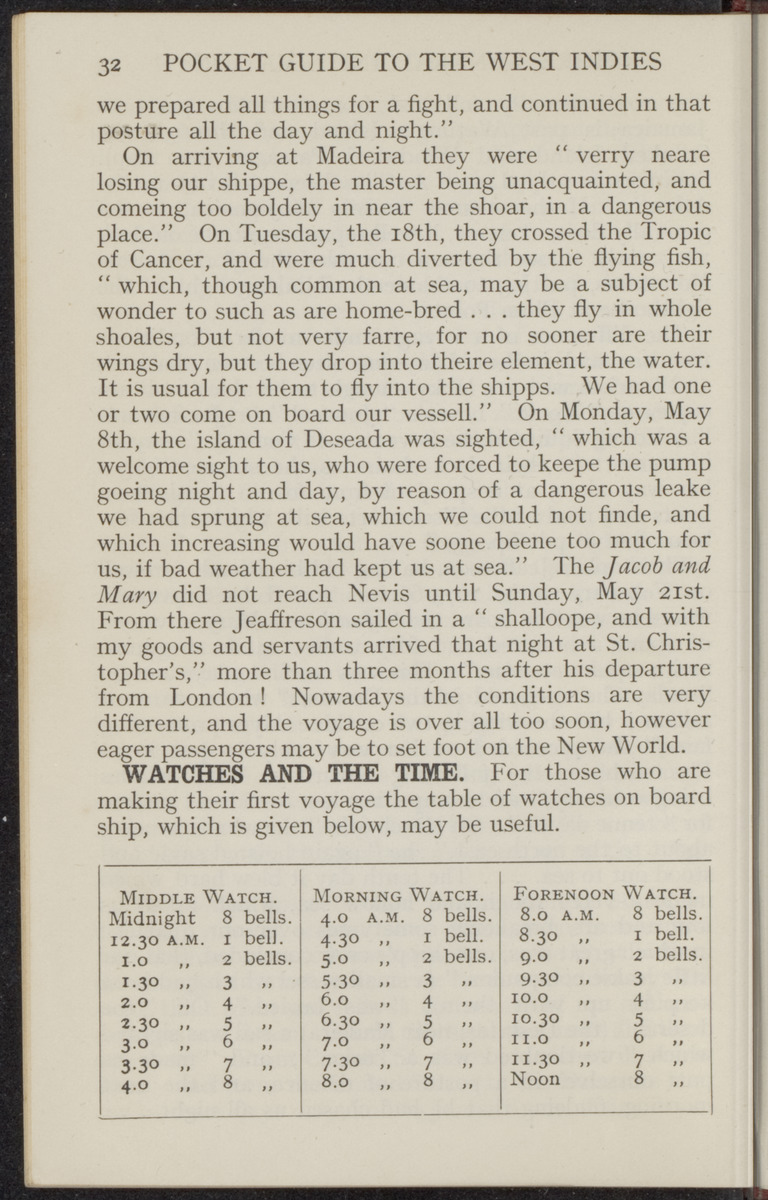 32 POCKET GUIDE TO THE WEST INDIES
we prepared all things for a fight, and continued in that
posture all the day and night.”
On arriving at Madeira they were “ verry neare
losing our shippe, the master being unacquainted, and
comeing too boldely in near the shoar, in a dangerous
place.” On Tuesday, the 18th, they crossed the Tropic
of Cancer, and were much diverted by the flying fish,
“ which, though common at sea, may be a subject of
wonder to such as are home-bred . . . they fly in whole
shoales, but not very farre, for no sooner are their
wings dry, but they drop into theire element, the water.
It is usual for them to fly into the shipps. We had one
or two come on board our vessell.” On Monday, May
8th, the island of Deseada was sighted, “ which was a
welcome sight to us, who were forced to keepe the pump
goeing night and day, by reason of a dangerous leake
we had sprung at sea, which we could not finde, and
which increasing would have soone beene too much for
us, if bad weather had kept us at sea.” The Jacob and
Mary did not reach Nevis until Sunday, May 21st.
From there Jeaffreson sailed in a “ shalloope, and with
my goods and servants arrived that night at St. Chris-
topher’s,” more than three months after his departure
from London ! Nowadays the conditions are very
different, and the voyage is over all too soon, however
eager passengers may be to set foot on the New World.
WATCHES AND THE TIME. For those who are
making their first voyage the table of watches on board
ship, which is given below, may be useful.
MIDDLE WATCH. MORNING WATCH. FORENOON WATCH.
Midnight 8 bells. 4.0 A.M. 8 bells. 8.0 A.M. 8 bells.
12.30 A.M. 1 bell. 4.30 ,, 1 bell. 8.30 ,, 1 bell.
1.0 ,, 2 bells. 5.0 ,, 2 bells. 9.0 ,, 2 bells.
1.30 ,, 3 ,, 5.30 ,, 3 ,, 9.30 ,, 3 ,,
2.0 ,, 4 ,, 6.0 ,, 4 ,, 10.0 ,, 4 ,,
2.30 ,, 5 ,, 6.30 ,, 5 ,, 10.30 ,, 5 ,,
3.0 ,, 6 ,, 7.0 ,, 6 ,, 11.0 ,, 6 ,,
3.30 ,, 7 ,, 7.30 ,, 7 ,, 11.30 ,, 7 ,,
4.0 ,, 8 ,, 8.0 ,, 8 ,, Noon 8 ,,